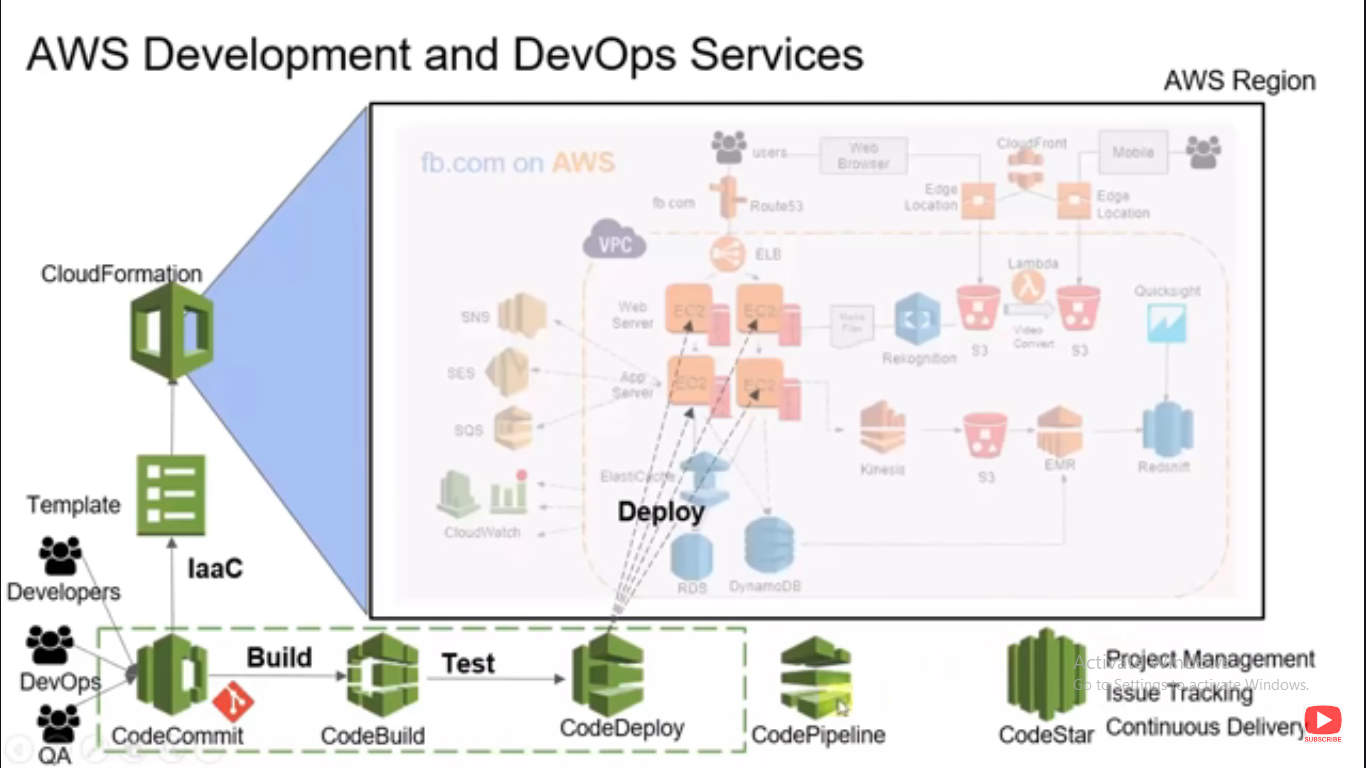 AWS Development and DevOps Services
AWS Region
fb.com on AWS
users
Web
Browser
CloudFront
Mobile
Edge
Location
Edge
Location
fb com
Route53
VPC
ELB
CloudFormation
Lambda
Quicksight
SNS
Web
Server
EC2
EC2
Media
Files
Rekognition
S3
Video
Convert
S3
SES
App
Server
EC2
EC2
SQS
Kinesis
S3
EMR
Redshift
ElastiCache
Template
Deploy
CloudWatch
IaaC
RDS
DynamoDB
Developers
DevOps
QA
Build
Test
CodeCommit
CodeBuild
CodeDeploy
CodePipeline
CodeStar
Project Management
Issue Tracking
Continuous Delivery
Activate Windows
Go to Settings to activate Windows.
SUBSCRIBE